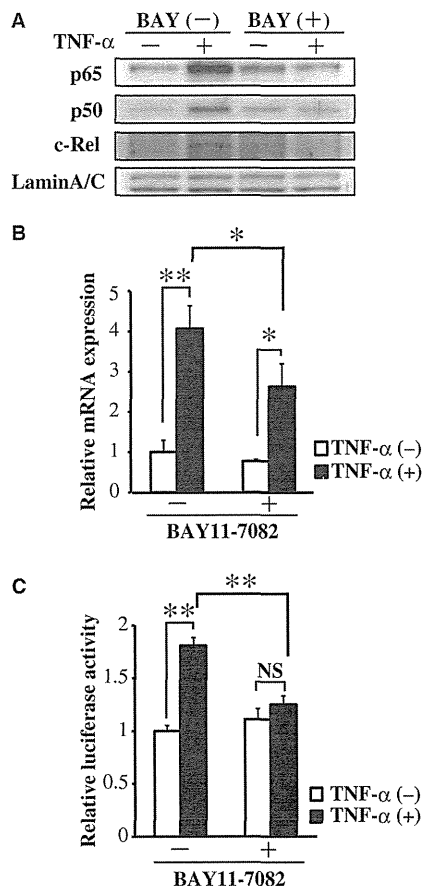 A
BAY (−) BAY (+)
TNF-α − + − +
p65
p50
c-Rel
LaminA/C
B
*
** *
Relative mRNA expression
5
4
3
2
1
0
− +
BAY11-7082
TNF-α (−)
TNF-α (+)
C
**
** NS
Relative luciferase activity
2
1.5
1
0.5
0
− +
BAY11-7082
TNF-α (−)
TNF-α (+)